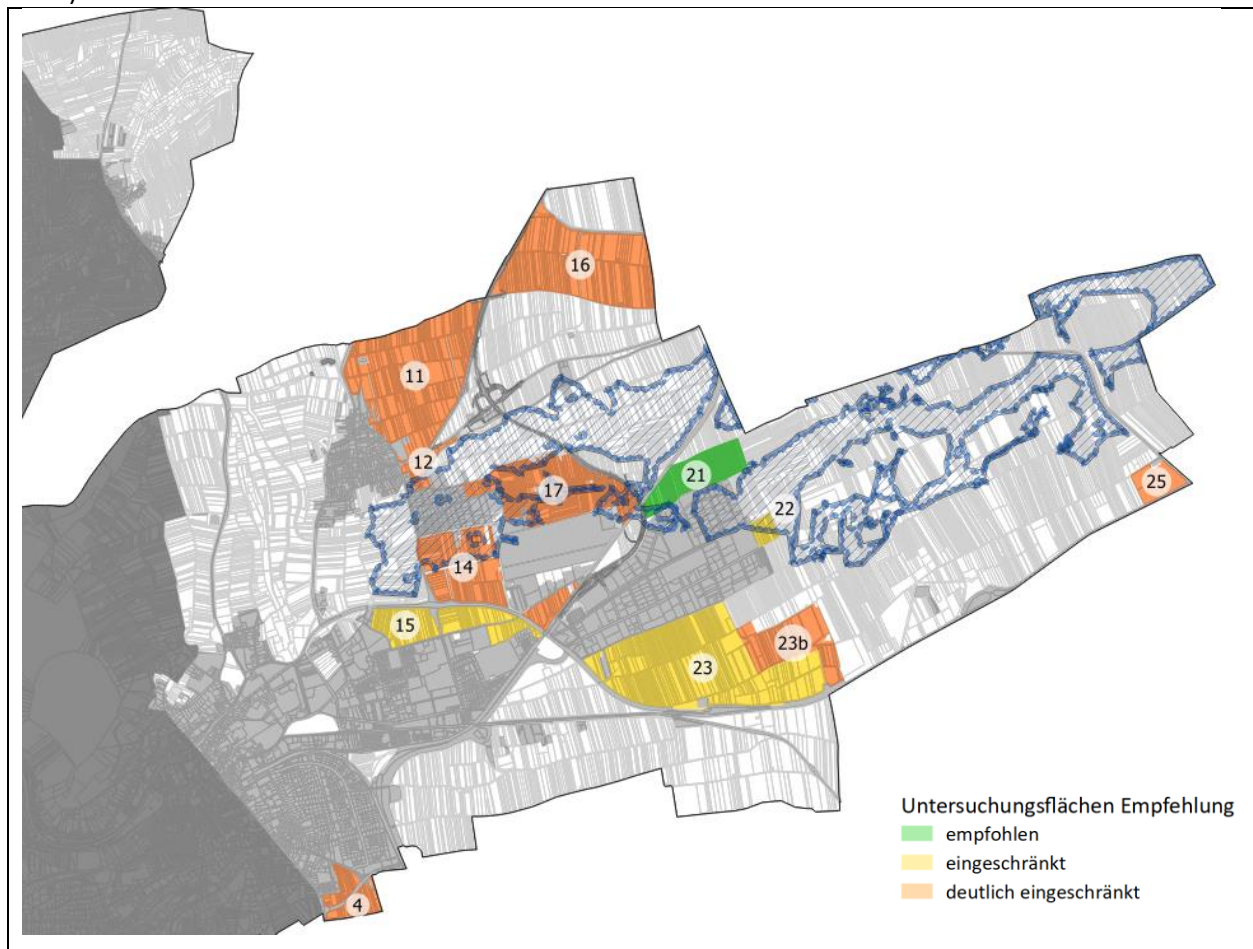 16
11
12
21
17
25
22
14
15
23b
23
Untersuchungsflächen Empfehlung
empfohlen
eingeschränkt
deutlich eingeschränkt
4